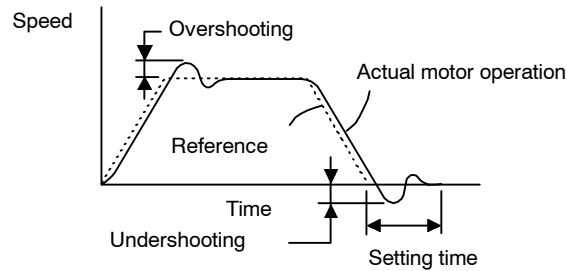 Speed
Overshooting
Actual motor operation
Reference
Time
Undershooting
Setting time